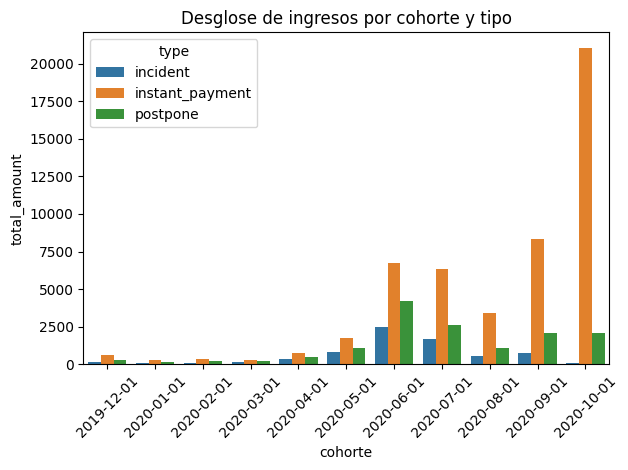 Desglose de ingresos por cohorte y tipo
type
incident
instant_payment
postpone
total_amount
20000
17500
15000
12500
10000
7500
5000
2500
0
2019-12-01
2020-01-01
2020-02-01
2020-03-01
2020-04-01
2020-05-01
2020-06-01
2020-07-01
2020-08-01
2020-09-01
2020-10-01
cohorte